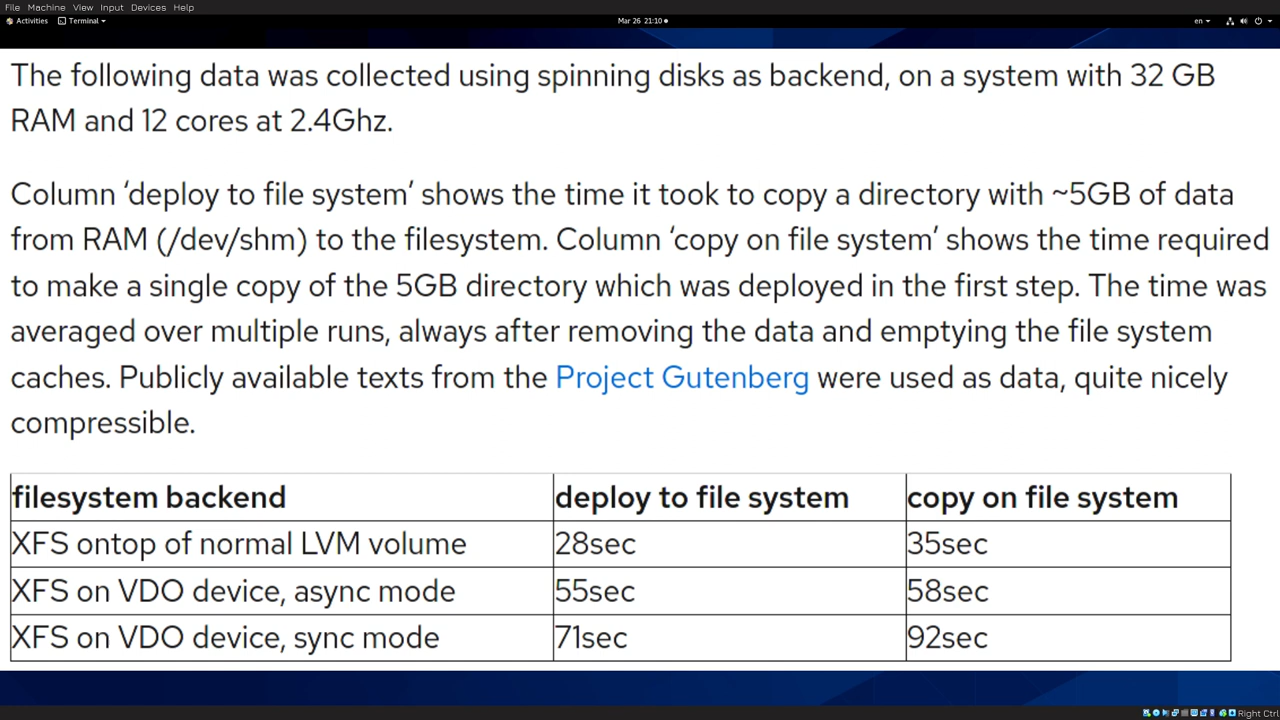 File Machine View Input Devices Help
Activities Terminal Mar 26 21:10 en
The following data was collected using spinning disks as backend, on a system with 32 GB
RAM and 12 cores at 2.4Ghz.
Column ‘deploy to file system’ shows the time it took to copy a directory with ~5GB of data
from RAM (/dev/shm) to the filesystem. Column ‘copy on file system’ shows the time required
to make a single copy of the 5GB directory which was deployed in the first step. The time was
averaged over multiple runs, always after removing the data and emptying the file system
caches. Publicly available texts from the Project Gutenberg were used as data, quite nicely
compressible.
filesystem backend deploy to file system copy on file system
XFS ontop of normal LVM volume 28sec 35sec
XFS on VDO device, async mode 55sec 58sec
XFS on VDO device, sync mode 71sec 92sec
Right Ctrl